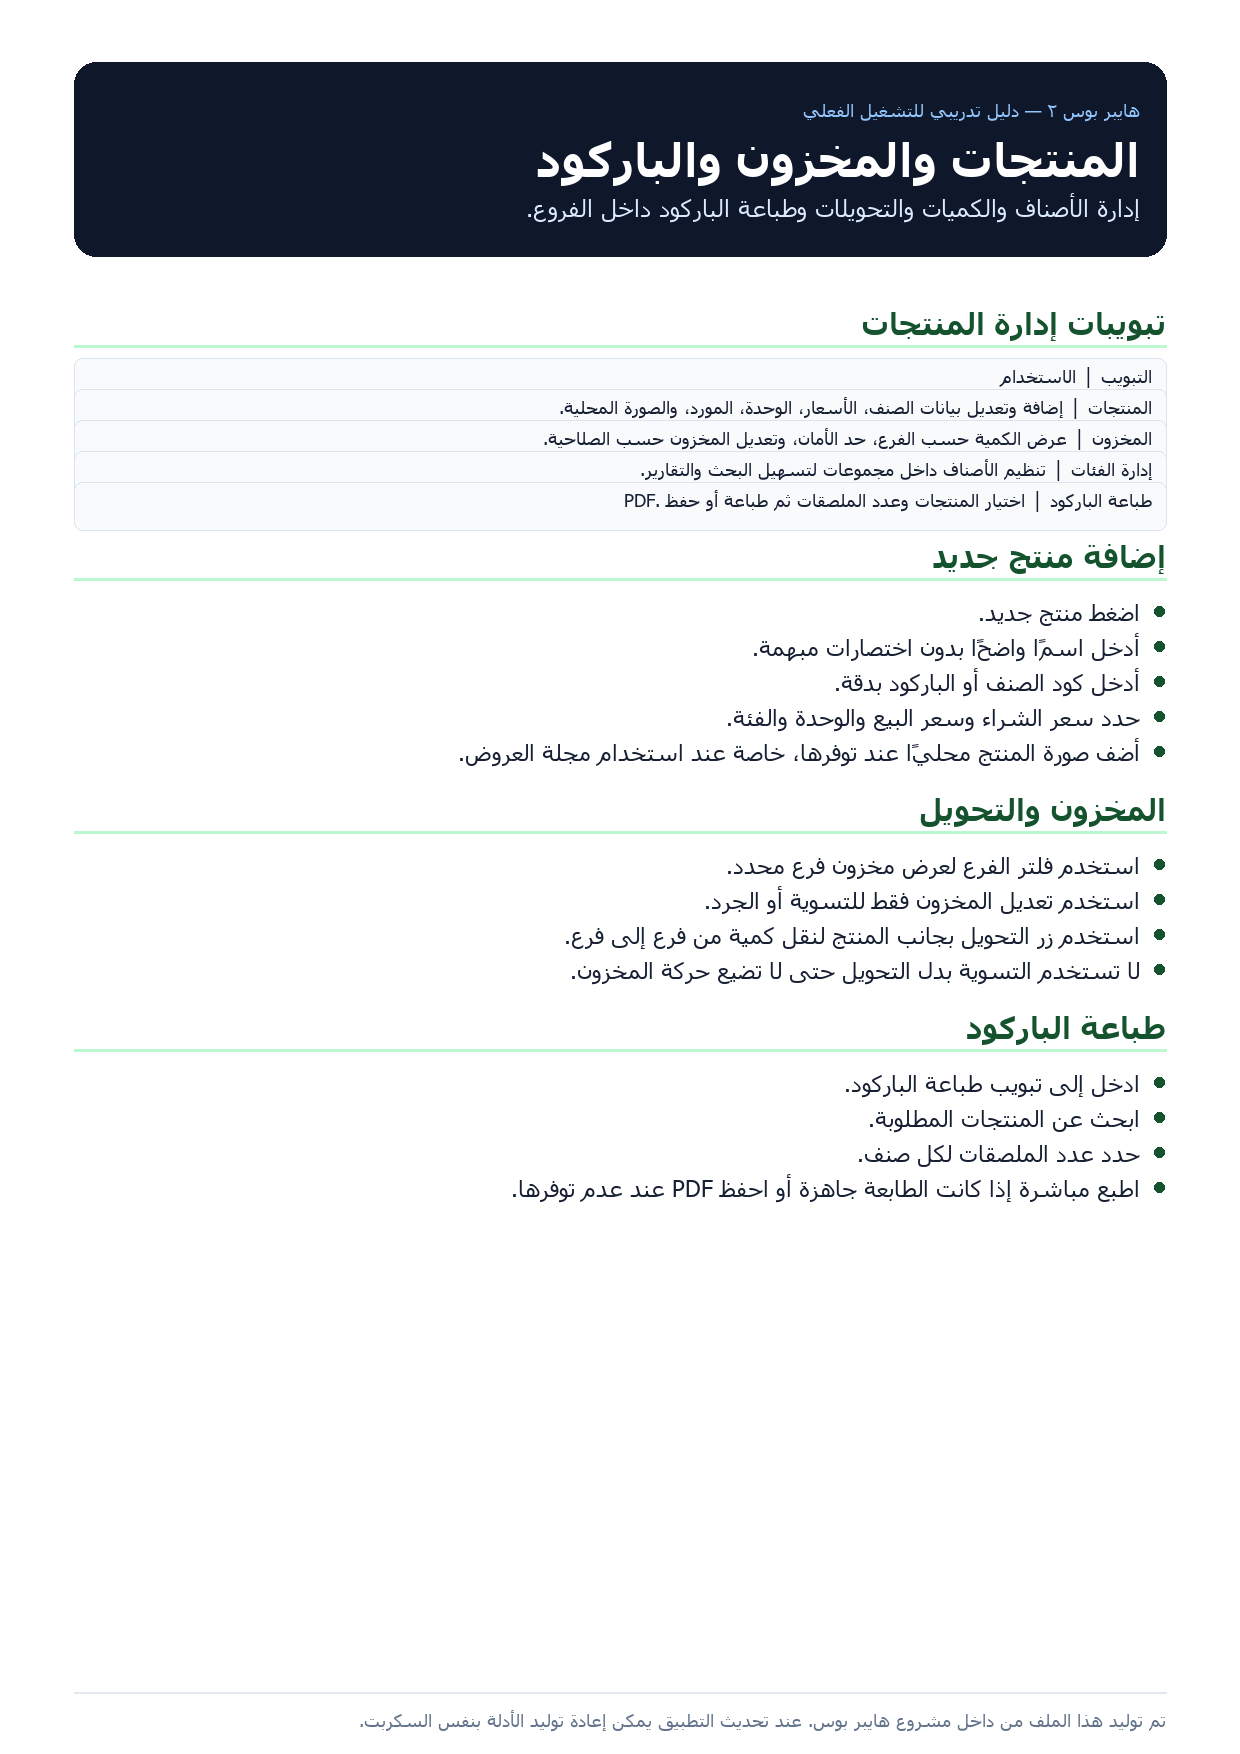 هايبر بوس ٢ — دليل تدريبي للتشغيل الفعلي
المنتجات والمخزون والباركود
إدارة الأصناف والكميات والتحويلات وطباعة الباركود داخل الفروع.
تبويبات إدارة المنتجات
التبويب | الاستخدام
المنتجات | إضافة وتعديل بيانات الصنف، الأسعار، الوحدة، المورد، والصورة المحلية.
المخزون | عرض الكمية حسب الفرع، حد الأمان، وتعديل المخزون حسب الصلاحية.
إدارة الفئات | تنظيم الأصناف داخل مجموعات لتسهيل البحث والتقارير.
طباعة الباركود | اختيار المنتجات وعدد الملصقات ثم طباعة أو حفظ PDF.
إضافة منتج جديد
اضغط منتج جديد.
أدخل اسمًا واضحًا بدون اختصارات مبهمة.
أدخل كود الصنف أو الباركود بدقة.
حدد سعر الشراء وسعر البيع والوحدة والفئة.
أضف صورة المنتج محليًا عند توفرها، خاصة عند استخدام مجلة العروض.
المخزون والتحويل
استخدم فلتر الفرع لعرض مخزون فرع محدد.
استخدم تعديل المخزون فقط للتسوية أو الجرد.
استخدم زر التحويل بجانب المنتج لنقل كمية من فرع إلى فرع.
لا تستخدم التسوية بدل التحويل حتى لا تضيع حركة المخزون.
طباعة الباركود
ادخل إلى تبويب طباعة الباركود.
ابحث عن المنتجات المطلوبة.
حدد عدد الملصقات لكل صنف.
اطبع مباشرة إذا كانت الطابعة جاهزة أو احفظ PDF عند عدم توفرها.
تم توليد هذا الملف من داخل مشروع هايبر بوس. عند تحديث التطبيق يمكن إعادة توليد الأدلة بنفس السكربت.